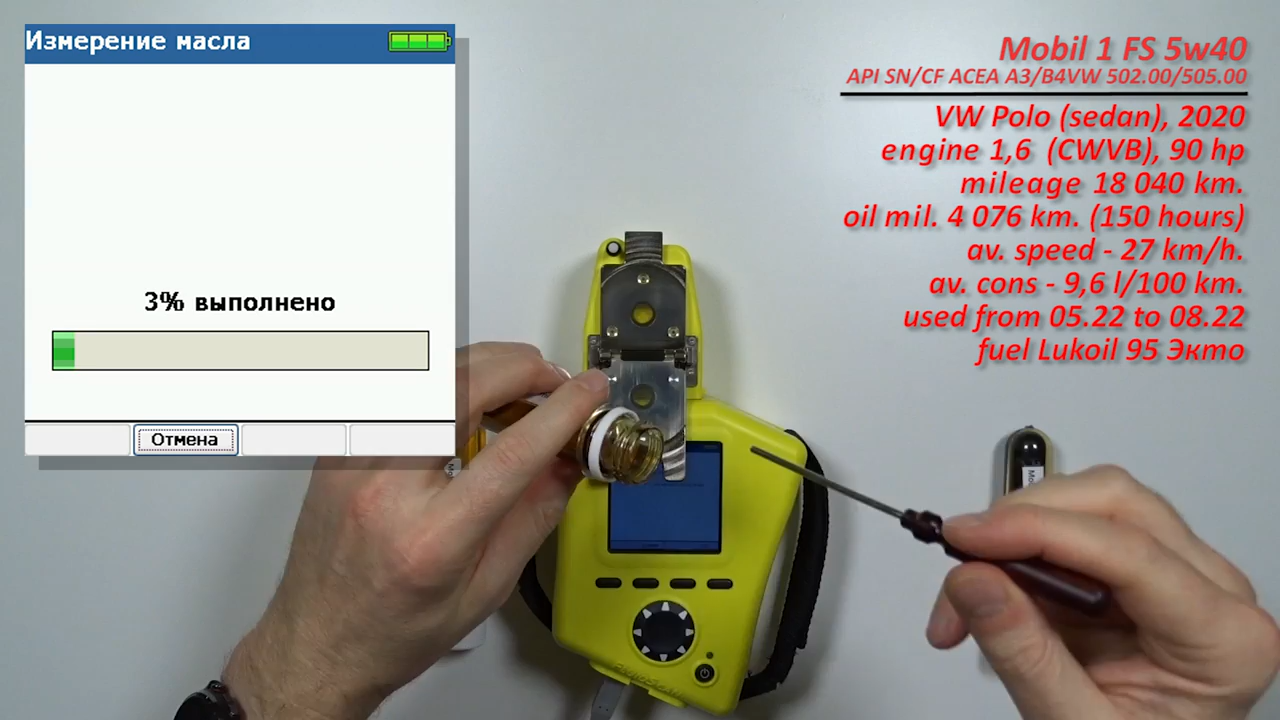 Измерение масла
3% выполнено
Отмена
Mobil 1 FS 5w40
API SN/CF ACEA A3/B4VW 502.00/505.00
VW Polo (sedan), 2020
engine 1,6 (CWVB), 90 hp
mileage 18 040 km.
oil mil. 4 076 km. (150 hours)
av. speed - 27 km/h.
av. cons - 9,6 l/100 km.
used from 05.22 to 08.22
fuel Lukoil 95 Экто